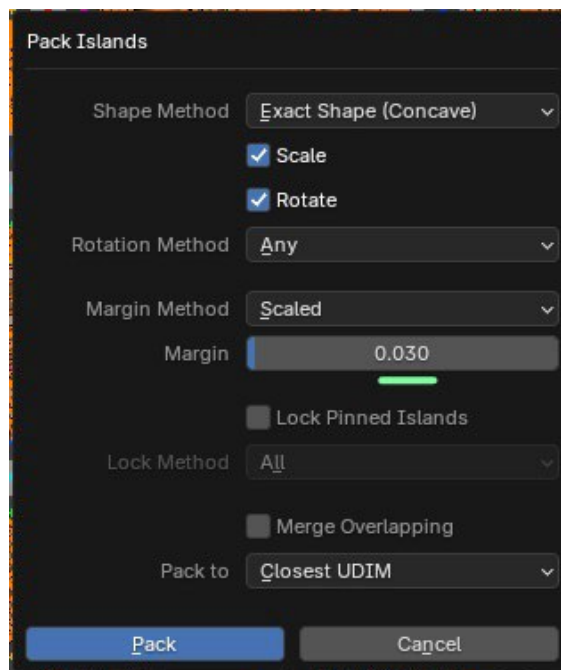 Pack Islands
Shape Method Exact Shape (Concave)
Scale
Rotate
Rotation Method Any
Margin Method Scaled
Margin 0.030
Lock Pinned Islands
Lock Method All
Merge Overlapping
Pack to Closest UDIM
Pack Cancel